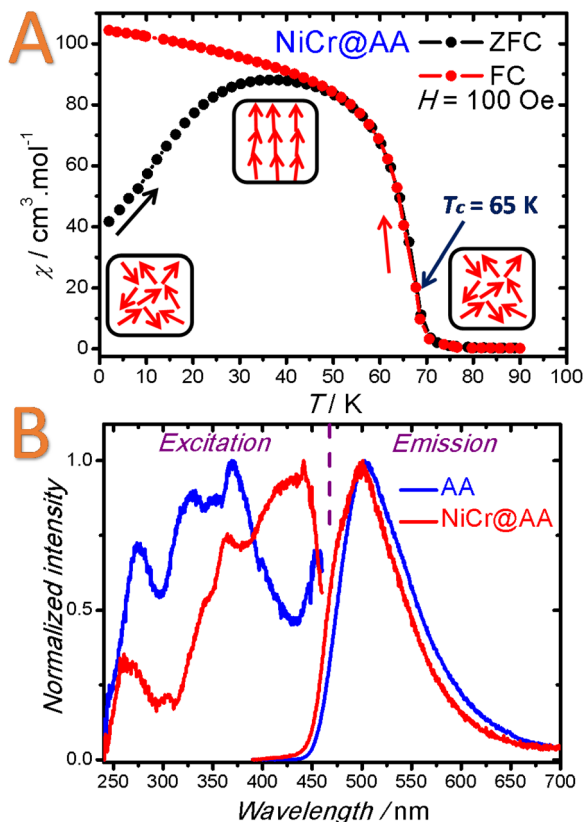 A
NiCr@AA
ZFC
FC
H = 100 Oe
Tc = 65 K
χ / cm³.mol⁻¹
100
80
60
40
20
0
0 10 20 30 40 50 60 70 80 90 100
T / K
B
Excitation
Emission
AA
NiCr@AA
Normalized intensity
1.0
0.5
0.0
250 300 350 400 450 500 550 600 650 700
Wavelength / nm